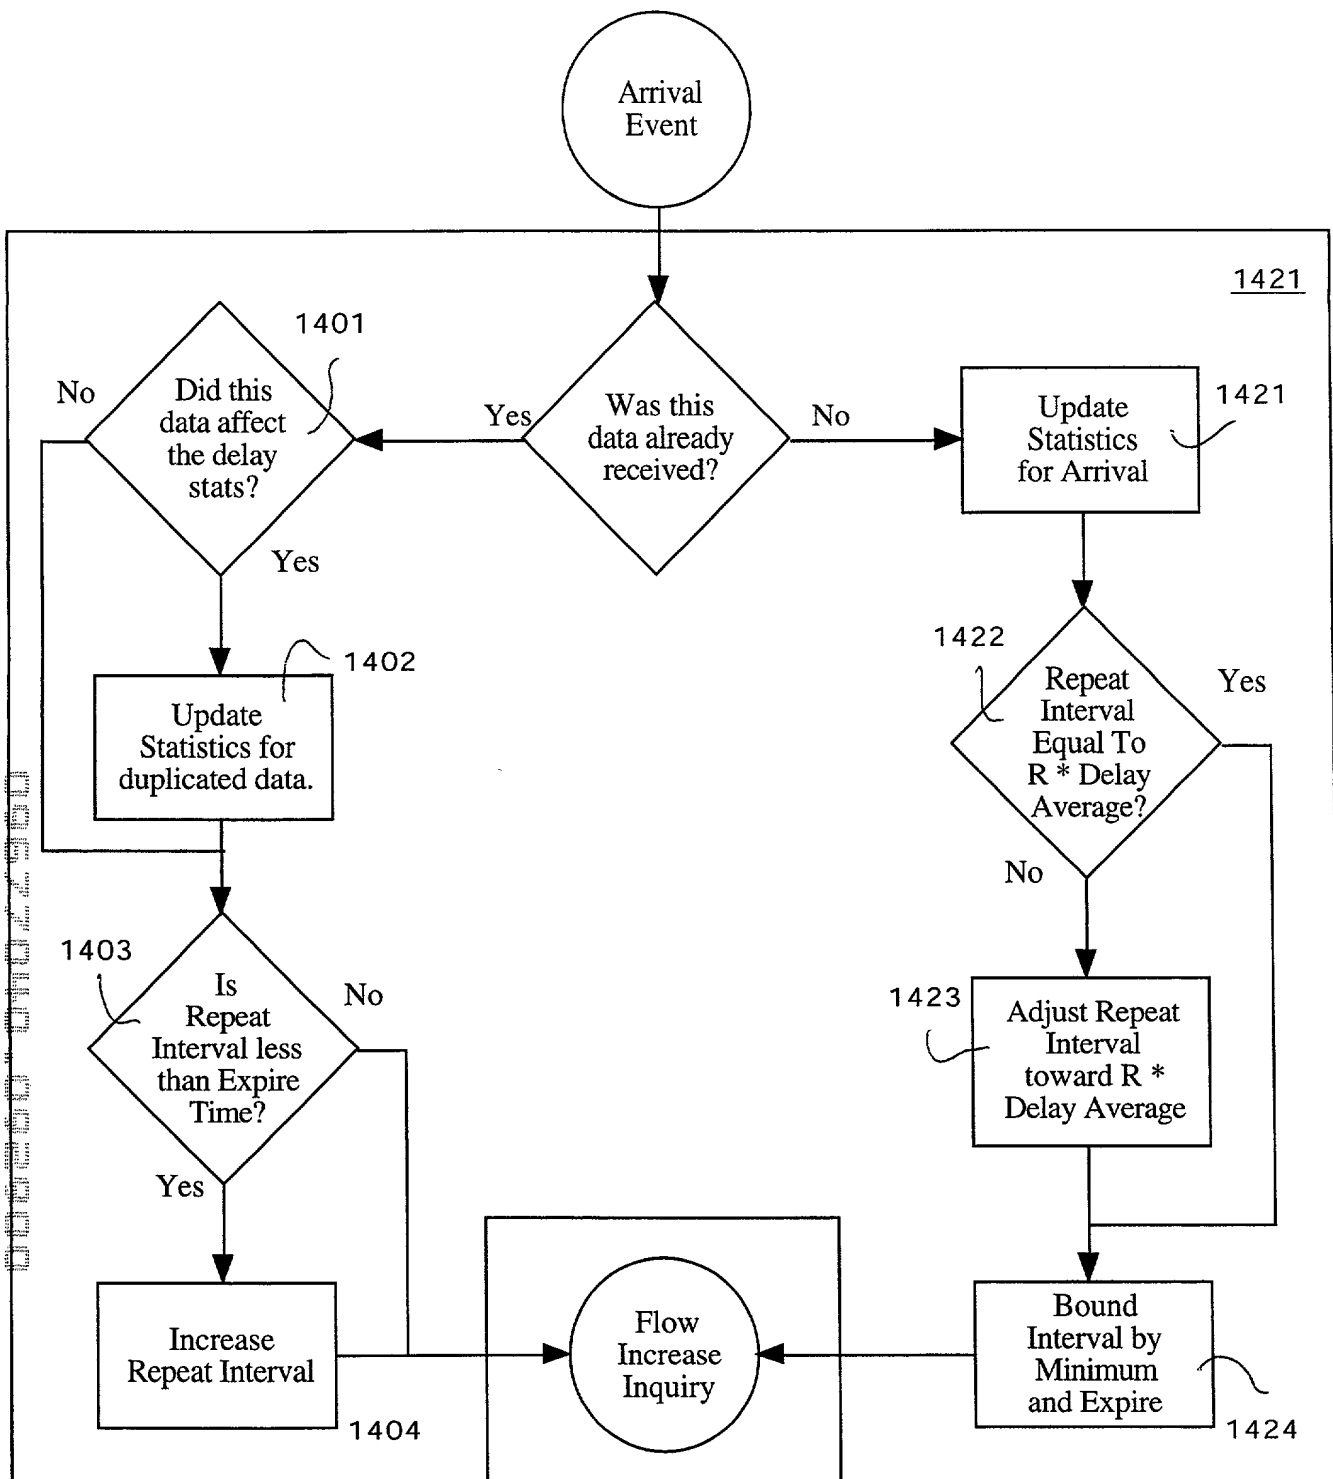 Arrival
Event
1421
1401
No
Did this
data affect
the delay
stats?
Yes
Was this
data already
received?
No
Update
Statistics
for Arrival
1421
Yes
1402
Update
Statistics for
duplicated data.
1422
Repeat
Interval
Equal To
R * Delay
Average?
Yes
No
1403
Is
Repeat
Interval less
than Expire
Time?
No
Yes
1423
Adjust Repeat
Interval
toward R *
Delay Average
Increase
Repeat Interval
1404
Flow
Increase
Inquiry
Bound
Interval by
Minimum
and Expire
1424